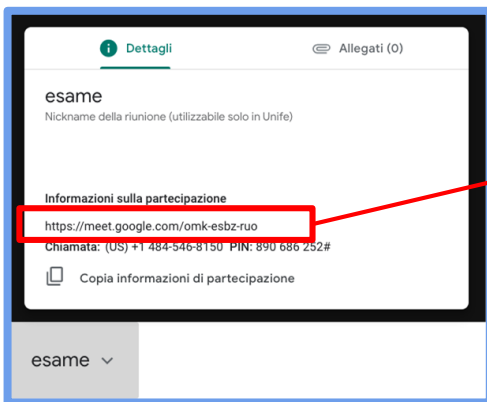 Dettagli
Allegati (0)
esame
Nickname della riunione (utilizzabile solo in Unife)
Informazioni sulla partecipazione
https://meet.google.com/omk-esbz-ruo
Chiamata: (US) +1 484-546-8150 PIN: 890 686 252#
Copia informazioni di partecipazione
esame